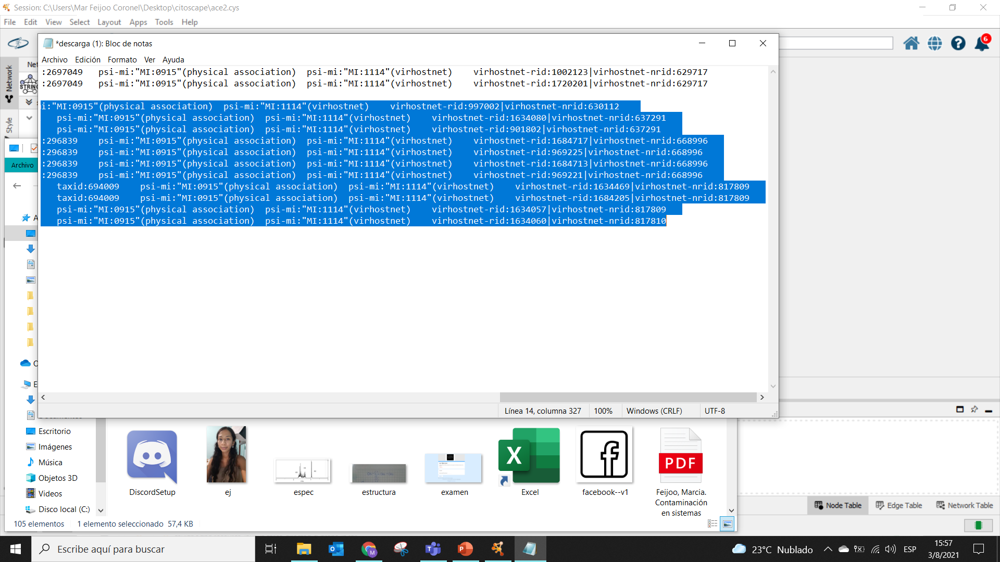 Session: C:\Users\Mar Feijoo Coronel\Desktop\citoscape\ace2.cys
File Edit View Select Layout Apps Tools Help
*descarga (1): Bloc de notas
Archivo Edición Formato Ver Ayuda
:2697049 psi-mi:"MI:0915"(physical association) psi-mi:"MI:1114"(virhostnet) virhostnet-rid:1002123|virhostnet-nrid:629717
:2697049 psi-mi:"MI:0915"(physical association) psi-mi:"MI:1114"(virhostnet) virhostnet-rid:1720201|virhostnet-nrid:629717
i:"MI:0915"(physical association) psi-mi:"MI:1114"(virhostnet) virhostnet-rid:997002|virhostnet-nrid:630112
psi-mi:"MI:0915"(physical association) psi-mi:"MI:1114"(virhostnet) virhostnet-rid:1634080|virhostnet-nrid:637291
psi-mi:"MI:0915"(physical association) psi-mi:"MI:1114"(virhostnet) virhostnet-rid:901802|virhostnet-nrid:637291
:296839 psi-mi:"MI:0915"(physical association) psi-mi:"MI:1114"(virhostnet) virhostnet-rid:1684717|virhostnet-nrid:668996
:296839 psi-mi:"MI:0915"(physical association) psi-mi:"MI:1114"(virhostnet) virhostnet-rid:969225|virhostnet-nrid:668996
:296839 psi-mi:"MI:0915"(physical association) psi-mi:"MI:1114"(virhostnet) virhostnet-rid:1684713|virhostnet-nrid:668996
:296839 psi-mi:"MI:0915"(physical association) psi-mi:"MI:1114"(virhostnet) virhostnet-rid:969221|virhostnet-nrid:668996
taxid:694009 psi-mi:"MI:0915"(physical association) psi-mi:"MI:1114"(virhostnet) virhostnet-rid:1634469|virhostnet-nrid:817809
taxid:694009 psi-mi:"MI:0915"(physical association) psi-mi:"MI:1114"(virhostnet) virhostnet-rid:1684205|virhostnet-nrid:817809
psi-mi:"MI:0915"(physical association) psi-mi:"MI:1114"(virhostnet) virhostnet-rid:1634057|virhostnet-nrid:817809
psi-mi:"MI:0915"(physical association) psi-mi:"MI:1114"(virhostnet) virhostnet-rid:1634060|virhostnet-nrid:817810
Línea 14, columna 327 100% Windows (CRLF) UTF-8
6
Net
Network
STRING
Style
Archivo
A
O
E
Escritorio
Imágenes
Música
Objetos 3D
Videos
Disco local (C:)
PDF
DiscordSetup ej espec estructura examen Excel facebook--v1 Feijoo, Marcia.
Contaminación
en sistemas
105 elementos 1 elemento seleccionado 57,4 KB
Node Table Edge Table Network Table
Escribe aquí para buscar
23°C Nublado
ESP
15:57
3/8/2021